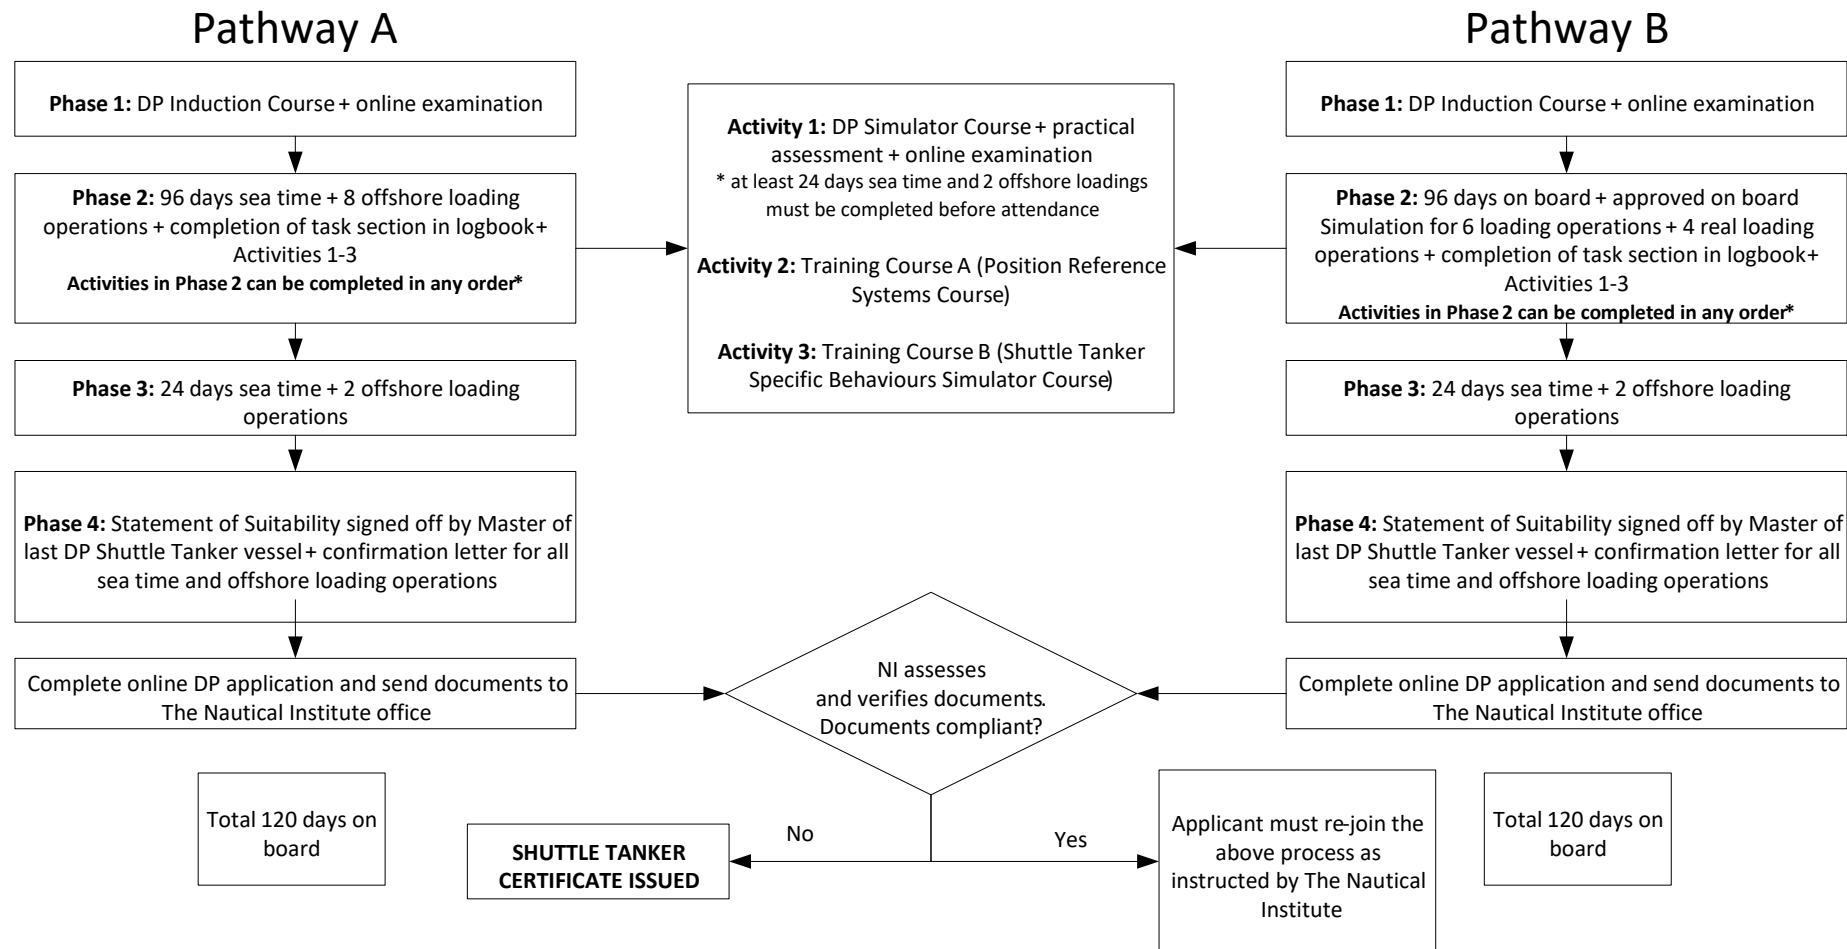 Pathway A
Phase 1: DP Induction Course + online examination
Phase 2: 96 days sea time + 8 offshore loading
operations + completion of task section in logbook+
Activities 1-3
Activities in Phase 2 can be completed in any order*
Phase 3: 24 days sea time + 2 offshore loading
operations
Phase 4: Statement of Suitability signed off by Master of
last DP Shuttle Tanker vessel + confirmation letter for all
sea time and offshore loading operations
Complete online DP application and send documents to
The Nautical Institute office
Total 120 days on
board
Activity 1: DP Simulator Course + practical
assessment + online examination
* at least 24 days sea time and 2 offshore loadings
must be completed before attendance
Activity 2: Training Course A (Position Reference
Systems Course)
Activity 3: Training Course B (Shuttle Tanker
Specific Behaviours Simulator Course)
Pathway B
Phase 1: DP Induction Course + online examination
Phase 2: 96 days on board + approved on board
Simulation for 6 loading operations + 4 real loading
operations + completion of task section in logbook+
Activities 1-3
Activities in Phase 2 can be completed in any order*
Phase 3: 24 days sea time + 2 offshore loading
operations
Phase 4: Statement of Suitability signed off by Master of
last DP Shuttle Tanker vessel + confirmation letter for all
sea time and offshore loading operations
Complete online DP application and send documents to
The Nautical Institute office
Total 120 days on
board
NI assesses
and verifies documents.
Documents compliant?
No
Yes
SHUTTLE TANKER
CERTIFICATE ISSUED
Applicant must re-join the
above process as
instructed by The Nautical
Institute